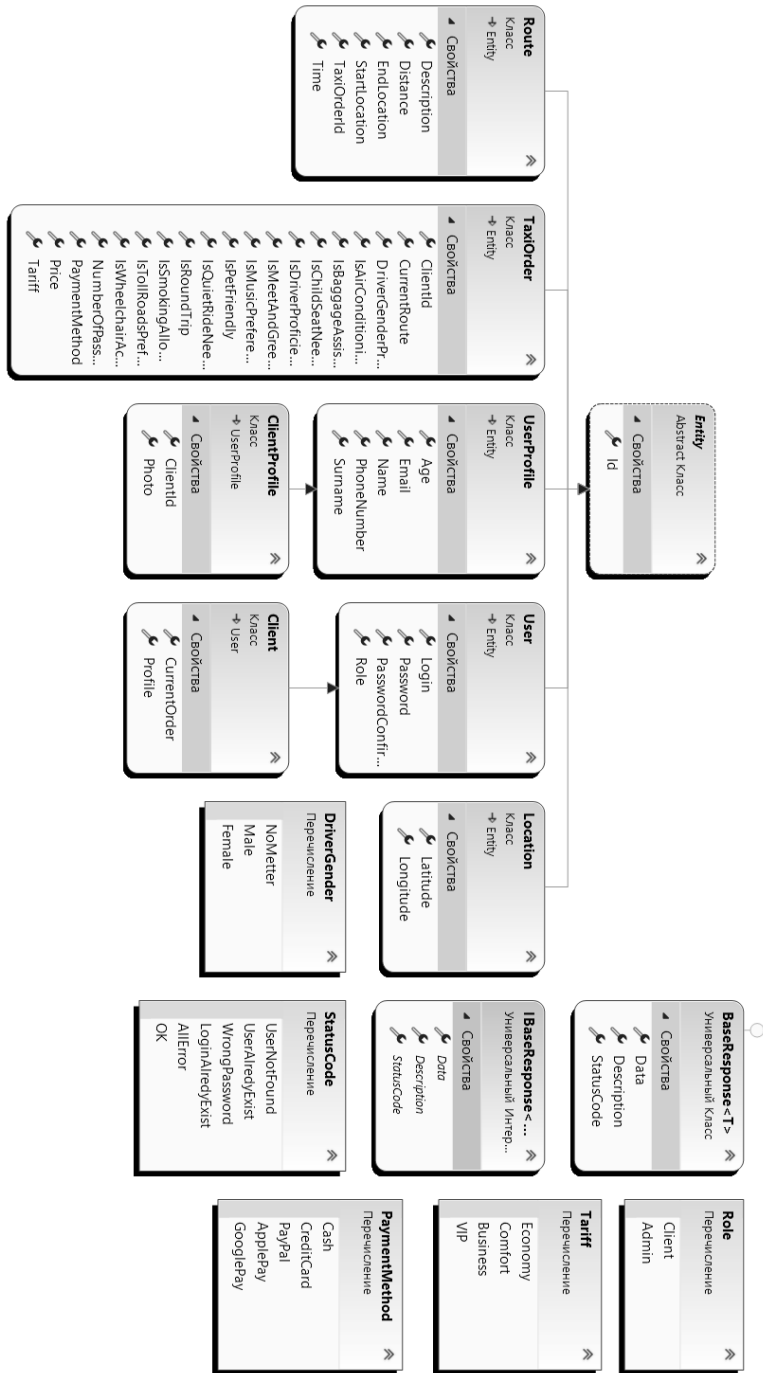 Entity
Abstract Класс
Свойства
Id
BaseResponse<T>
Универсальный Класс
Свойства
Data
Description
StatusCode
Role
Перечисление
Client
Admin
Route
Класс
Entity
Свойства
Description
Distance
EndLocation
StartLocation
TaxiOrderId
Time
TaxiOrder
Класс
Entity
Свойства
ClientId
CurrentRoute
DriverGenderPr...
IsAirConditioni...
IsBaggageAssis...
IsChildSeatNee...
IsDriverProficie...
IsMeetAndGree...
IsMusicPrefere...
IsPetFriendly
IsQuietRideNee...
IsRoundTrip
IsSmokingAllo...
IsTollRoadsPref...
IsWheelchairAc...
NumberOfPass...
PaymentMethod
Price
Tariff
UserProfile
Класс
Entity
Свойства
Age
Email
Name
PhoneNumber
Surname
User
Класс
Entity
Свойства
Login
Password
PasswordConfir...
Role
Location
Класс
Entity
Свойства
Latitude
Longitude
IBaseResponse<...
Универсальный Интер...
Свойства
Data
Description
StatusCode
Tariff
Перечисление
Economy
Comfort
Business
VIP
ClientProfile
Класс
UserProfile
Свойства
ClientId
Photo
Client
Класс
User
Свойства
CurrentOrder
Profile
DriverGender
Перечисление
NoMetter
Male
Female
StatusCode
Перечисление
UserNotFound
UserAlredyExist
WrongPassword
LoginAlredyExist
AllError
OK
PaymentMethod
Перечисление
Cash
CreditCard
PayPal
ApplePay
GooglePay